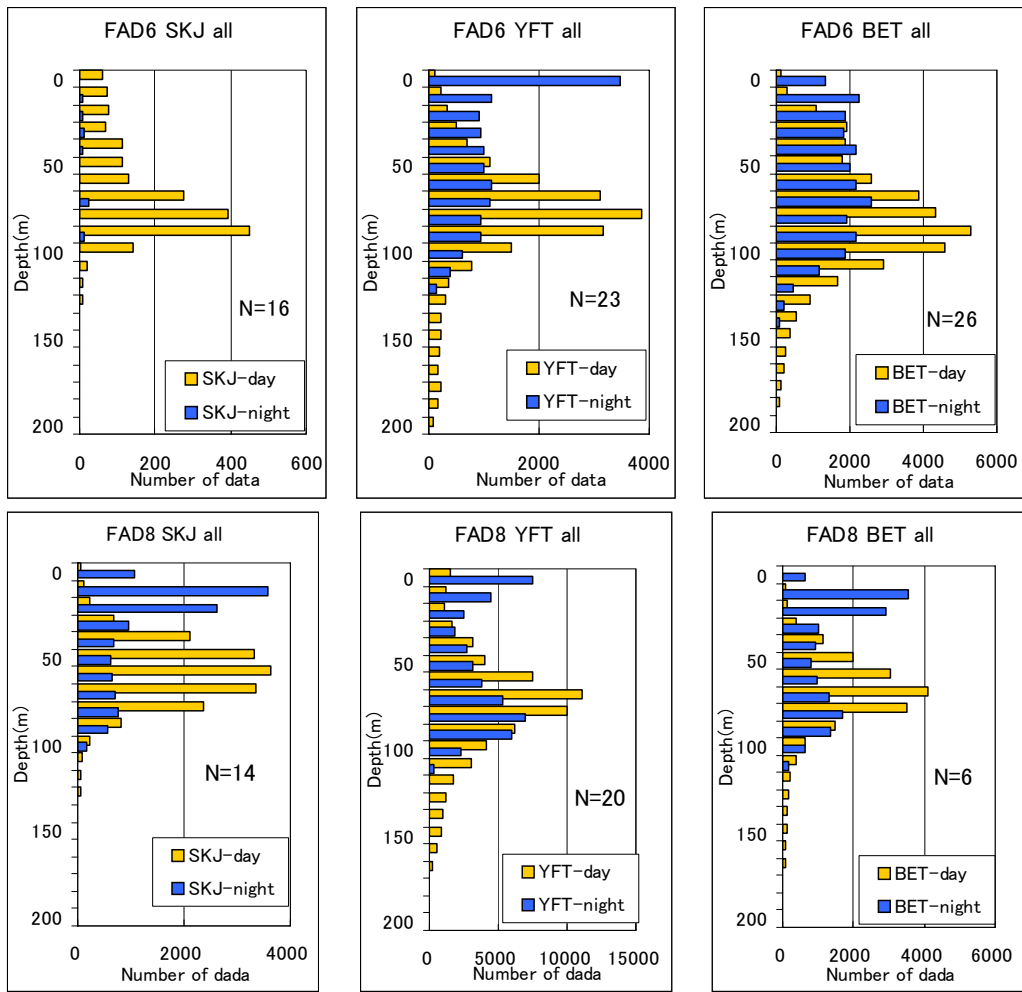 FAD6 SKJ all
0
50
100
150
200
Depth(m)
N=16
SKJ-day
SKJ-night
0 200 400 600
Number of data
FAD6 YFT all
0
50
100
150
200
Depth(m)
N=23
YFT-day
YFT-night
0 2000 4000
Number of data
FAD6 BET all
0
50
100
150
200
Depth(m)
N=26
BET-day
BET-night
0 2000 4000 6000
Number of data
FAD8 SKJ all
0
50
100
150
200
Depth(m)
N=14
SKJ-day
SKJ-night
0 2000 4000
Number of dada
FAD8 YFT all
0
50
100
150
200
Depth(m)
N=20
YFT-day
YFT-night
0 5000 10000 15000
Number of dada
FAD8 BET all
0
50
100
150
200
Depth(m)
N=6
BET-day
BET-night
0 2000 4000 6000
Number of dada